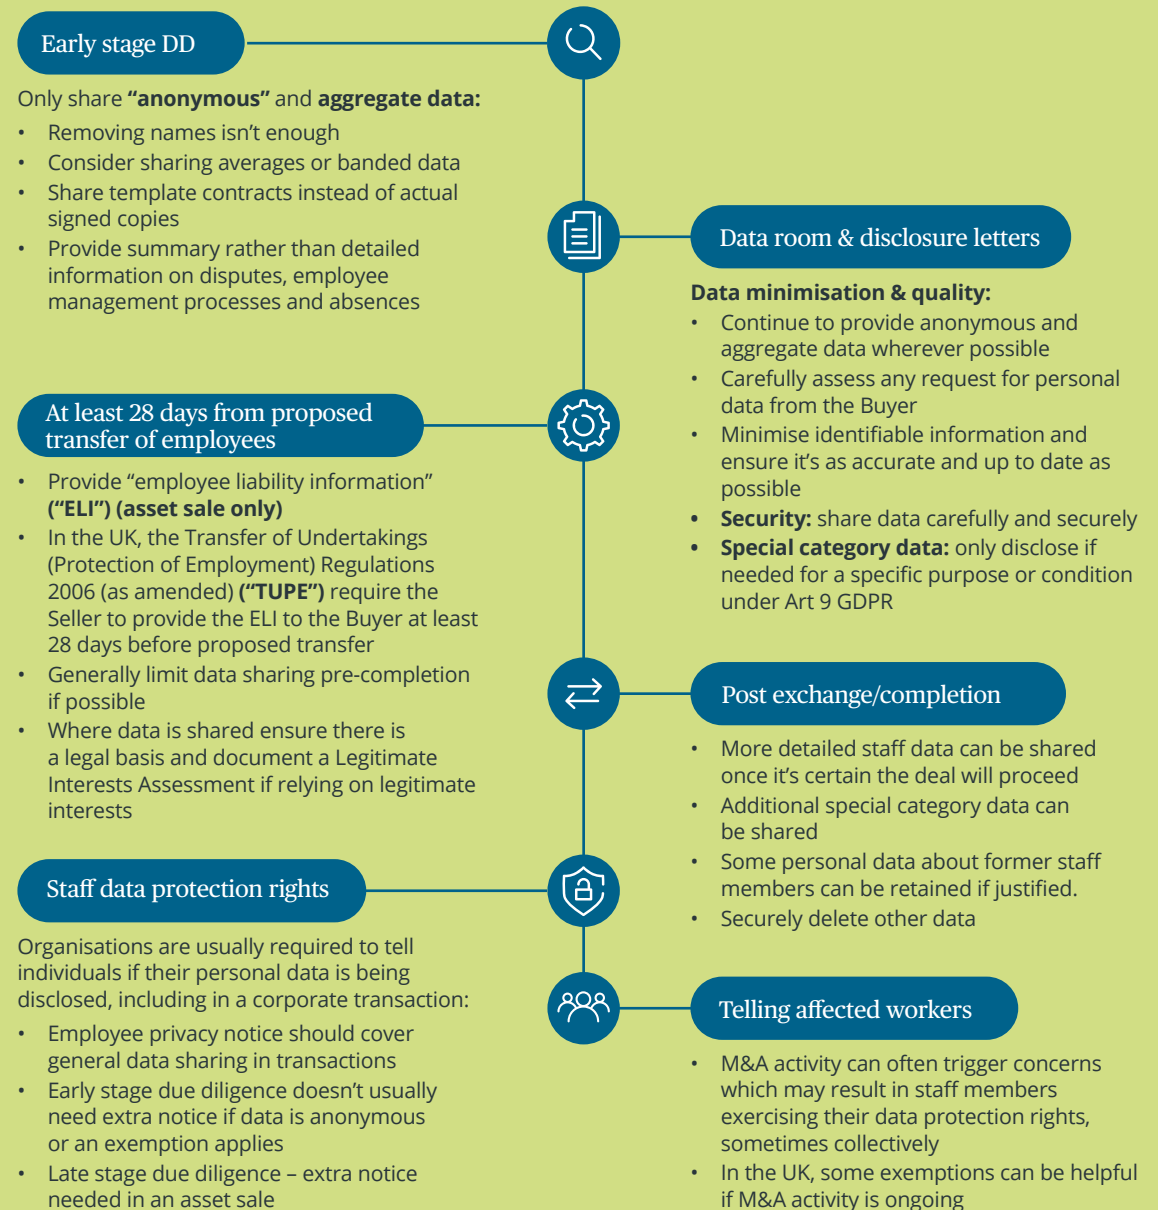 Early stage DD
Only share “anonymous” and aggregate data:
• Removing names isn’t enough
• Consider sharing averages or banded data
• Share template contracts instead of actual
signed copies
• Provide summary rather than detailed
information on disputes, employee
management processes and absences
Data room & disclosure letters
Data minimisation & quality:
• Continue to provide anonymous and
aggregate data wherever possible
• Carefully assess any request for personal
data from the Buyer
• Minimise identifiable information and
ensure it’s as accurate and up to date as
possible
• Security: share data carefully and securely
• Special category data: only disclose if
needed for a specific purpose or condition
under Art 9 GDPR
At least 28 days from proposed
transfer of employees
• Provide “employee liability information”
(“ELI”) (asset sale only)
• In the UK, the Transfer of Undertakings
(Protection of Employment) Regulations
2006 (as amended) (“TUPE”) require the
Seller to provide the ELI to the Buyer at least
28 days before proposed transfer
• Generally limit data sharing pre-completion
if possible
• Where data is shared ensure there is
a legal basis and document a Legitimate
Interests Assessment if relying on legitimate
interests
Post exchange/completion
• More detailed staff data can be shared
once it’s certain the deal will proceed
• Additional special category data can
be shared
• Some personal data about former staff
members can be retained if justified.
• Securely delete other data
Staff data protection rights
Organisations are usually required to tell
individuals if their personal data is being
disclosed, including in a corporate transaction:
• Employee privacy notice should cover
general data sharing in transactions
• Early stage due diligence doesn’t usually
need extra notice if data is anonymous
or an exemption applies
• Late stage due diligence – extra notice
needed in an asset sale
Telling affected workers
• M&A activity can often trigger concerns
which may result in staff members
exercising their data protection rights,
sometimes collectively
• In the UK, some exemptions can be helpful
if M&A activity is ongoing